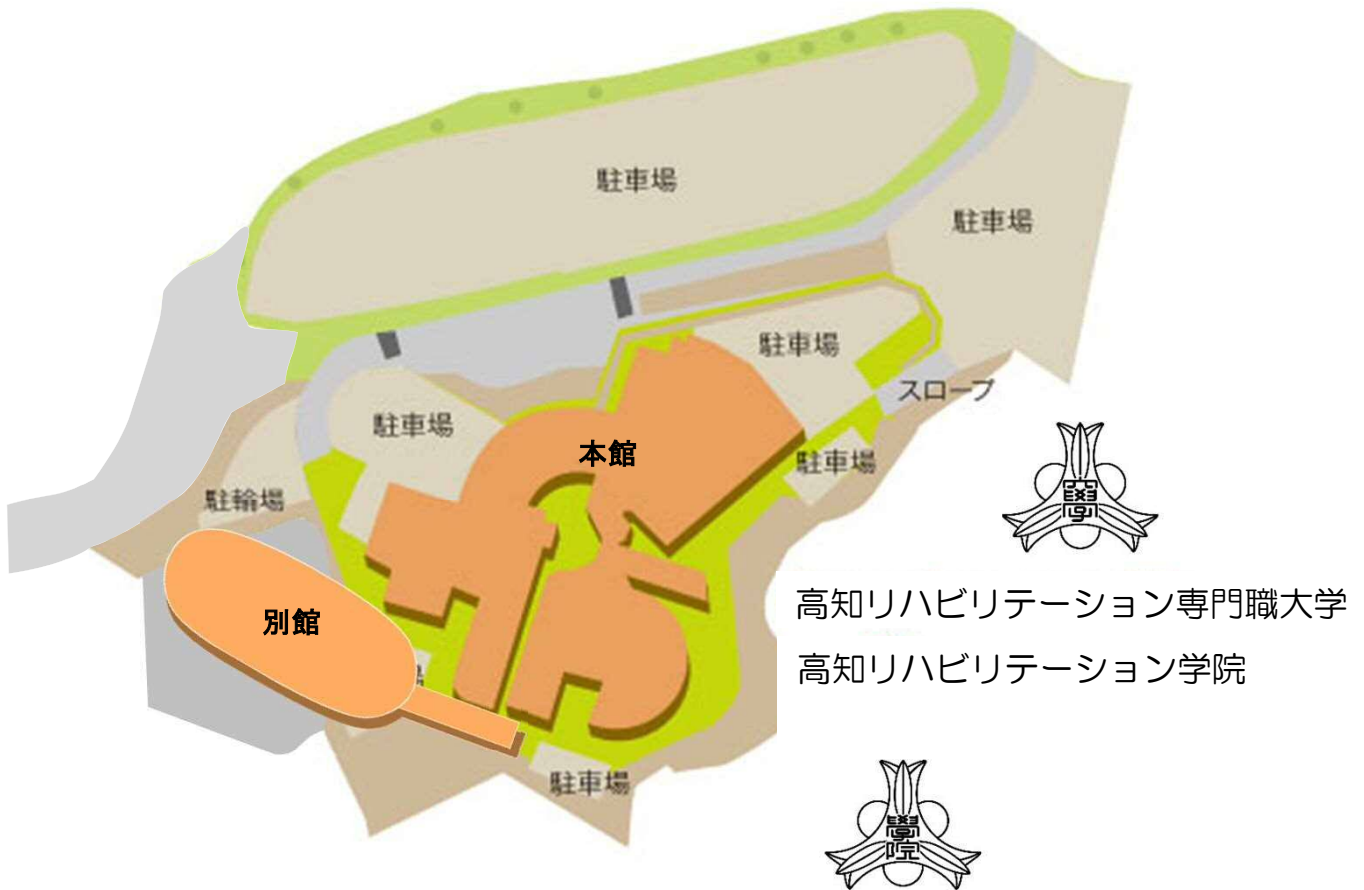 駐車場
駐車場
駐車場
スロープ
駐車場
本館
駐車場
駐輪場
別館
學
高知リハビリテーション専門職大学
高知リハビリテーション学院
駐車場
學
院